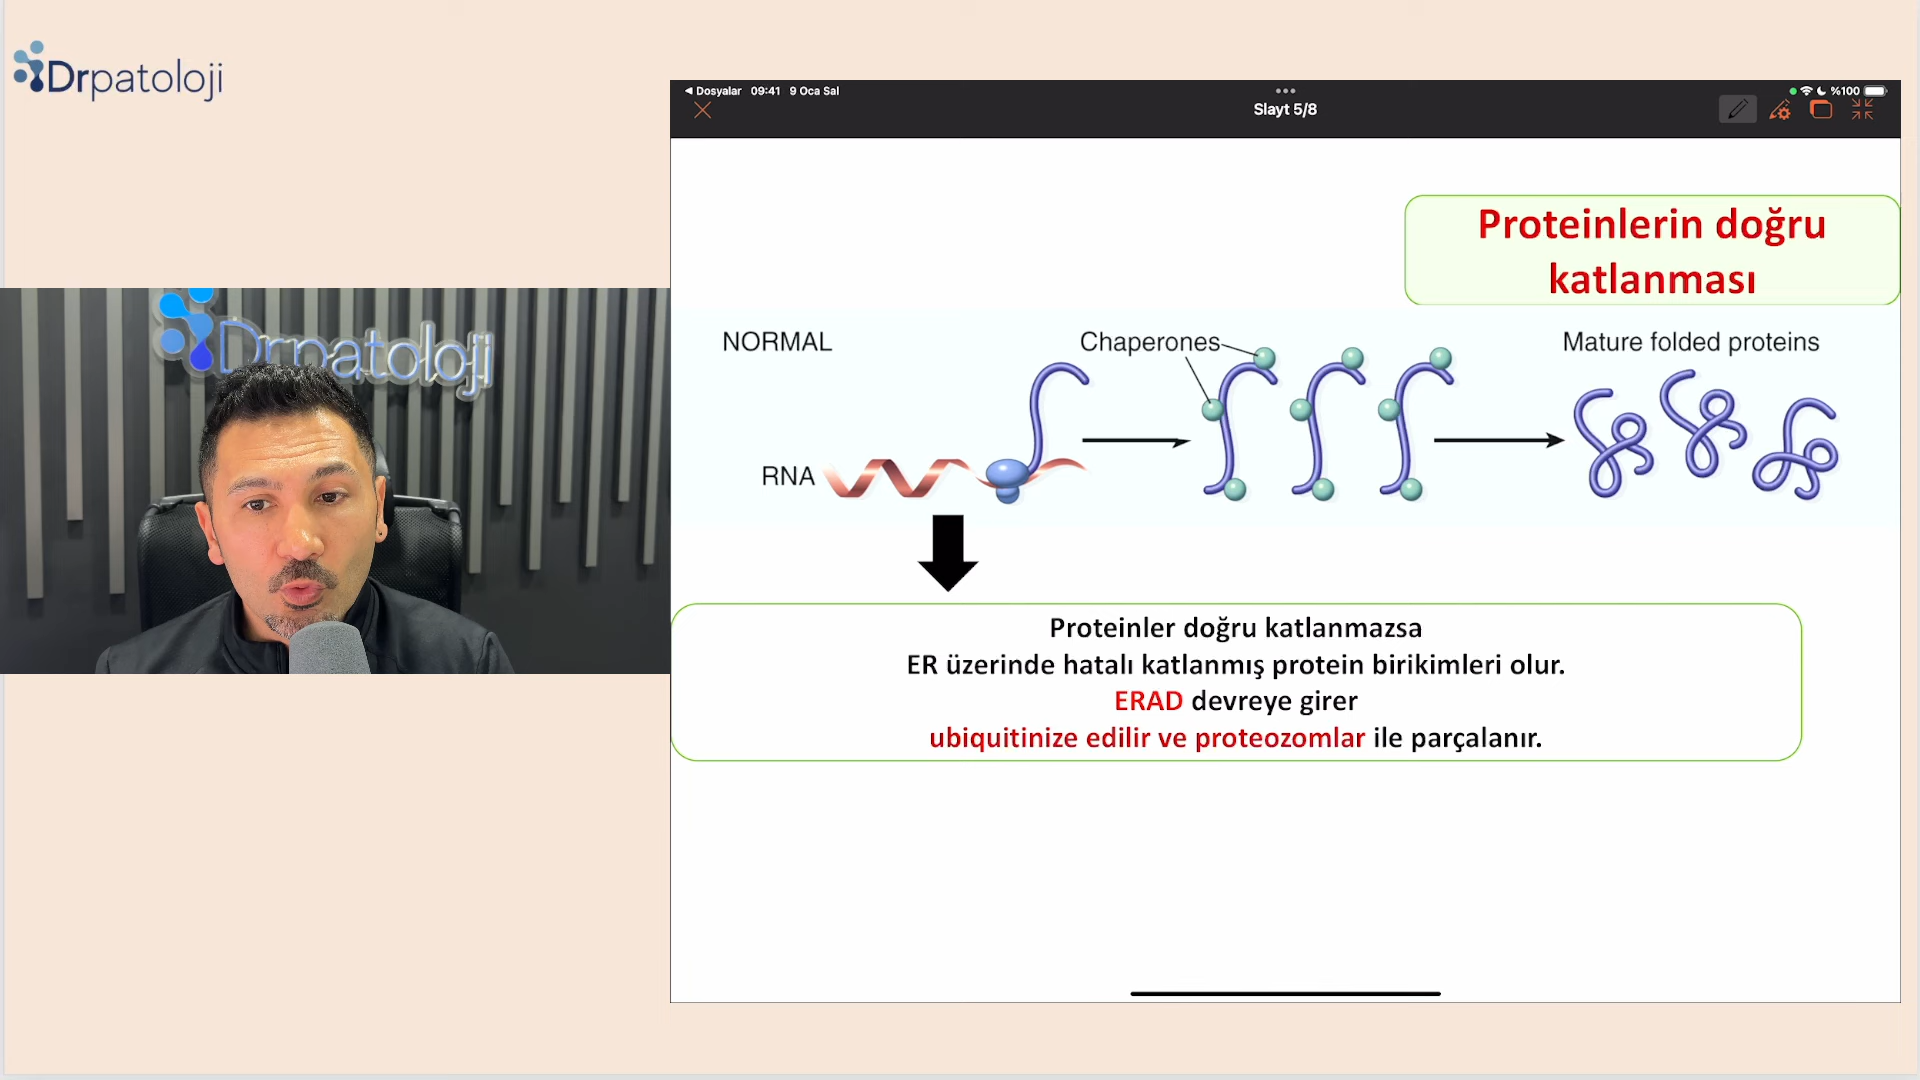 Drpatoloji
Dosyalar 09:41 9 Oca Sal
%100
Slayt 5/8
Proteinlerin doğru
katlanması
NORMAL
Chaperones
Mature folded proteins
RNA
Drpatoloji
Proteinler doğru katlanmazsa
ER üzerinde hatalı katlanmış protein birikimleri olur.
ERAD devreye girer
ubiquitinize edilir ve proteozomlar ile parçalanır.